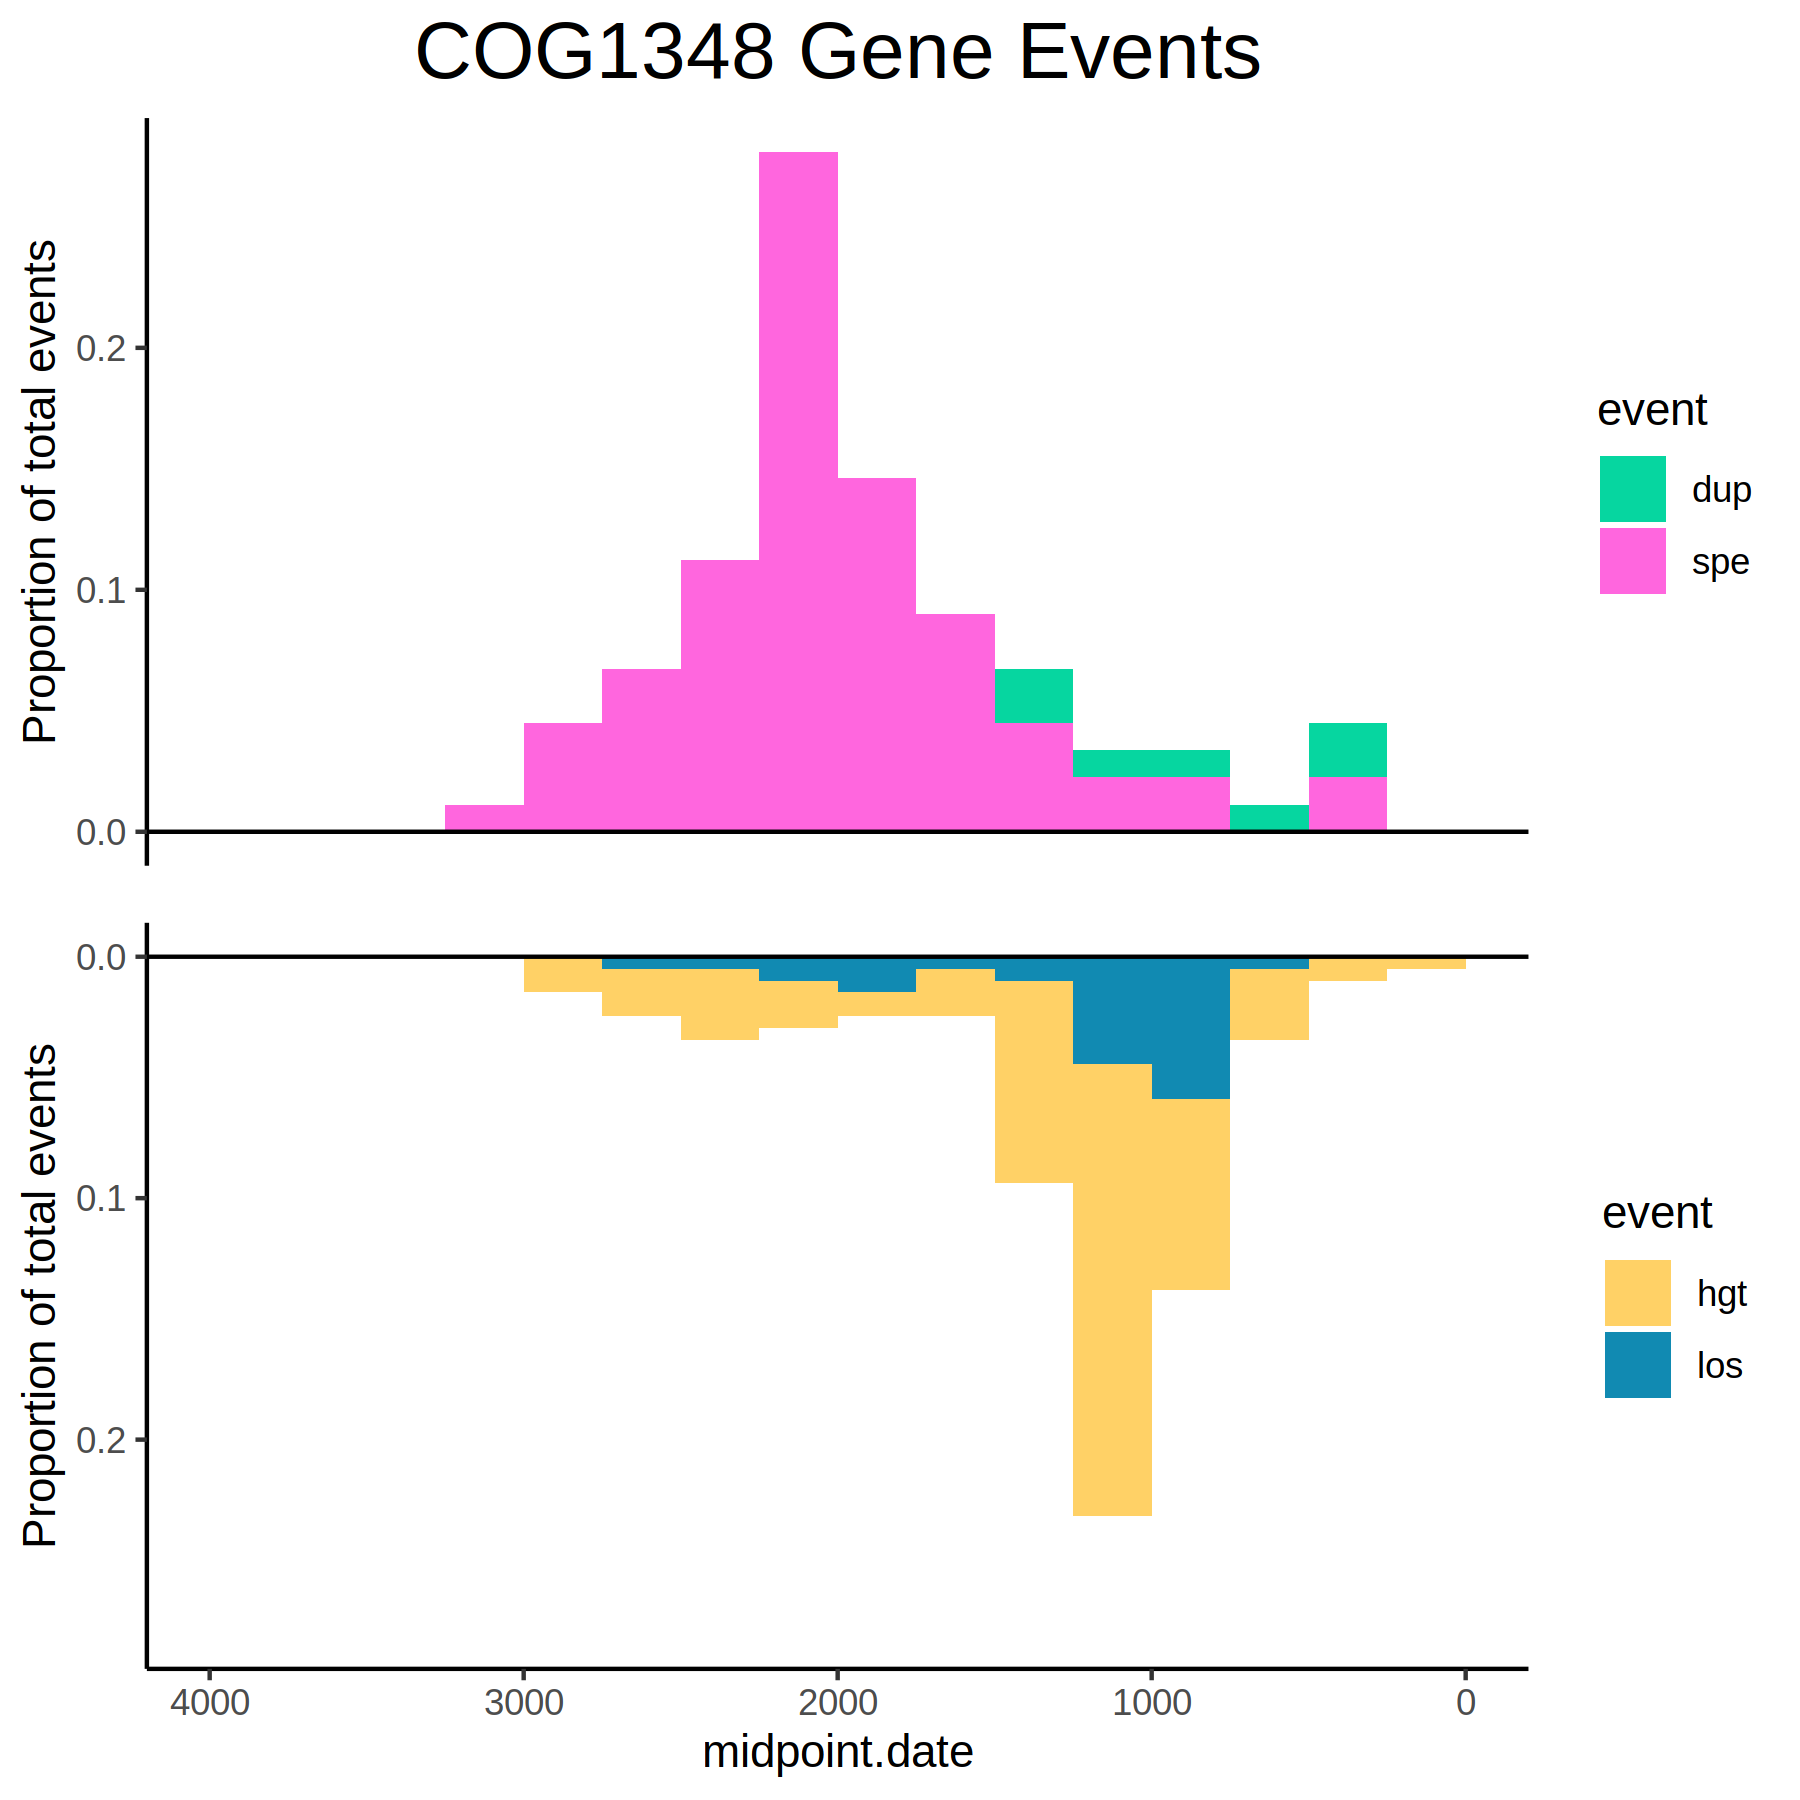 COG1348 Gene Events
Proportion of total events
0.2
0.1
0.0
event
dup
spe
Proportion of total events
0.0
0.1
0.2
event
hgt
los
4000 3000 2000 1000 0
midpoint.date